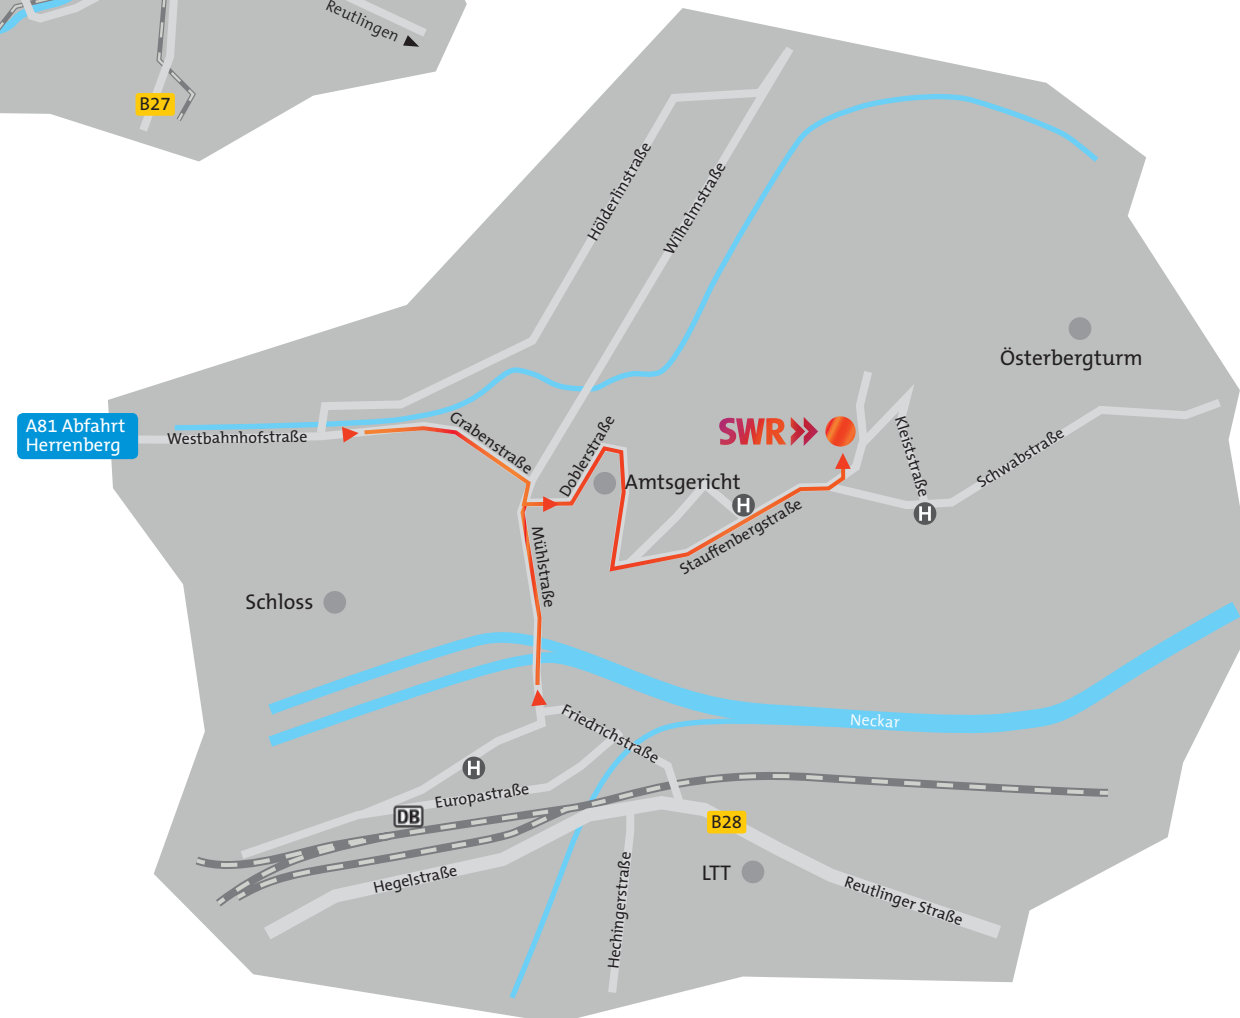 Reutlingen
B27
Hölderlinstraße
Wilhelmstraße
Österbergturm
A81 Abfahrt
Herrenberg
Westbahnhofstraße
Grabenstraße
Doblerstraße
SWR
Kleiststraße
Schwabstraße
Amtsgericht
H
H
Stauffenbergstraße
Mühlstraße
Schloss
Neckar
Friedrichstraße
H
Europastraße
DB
B28
Hegelstraße
LTT
Hechingerstraße
Reutlinger Straße